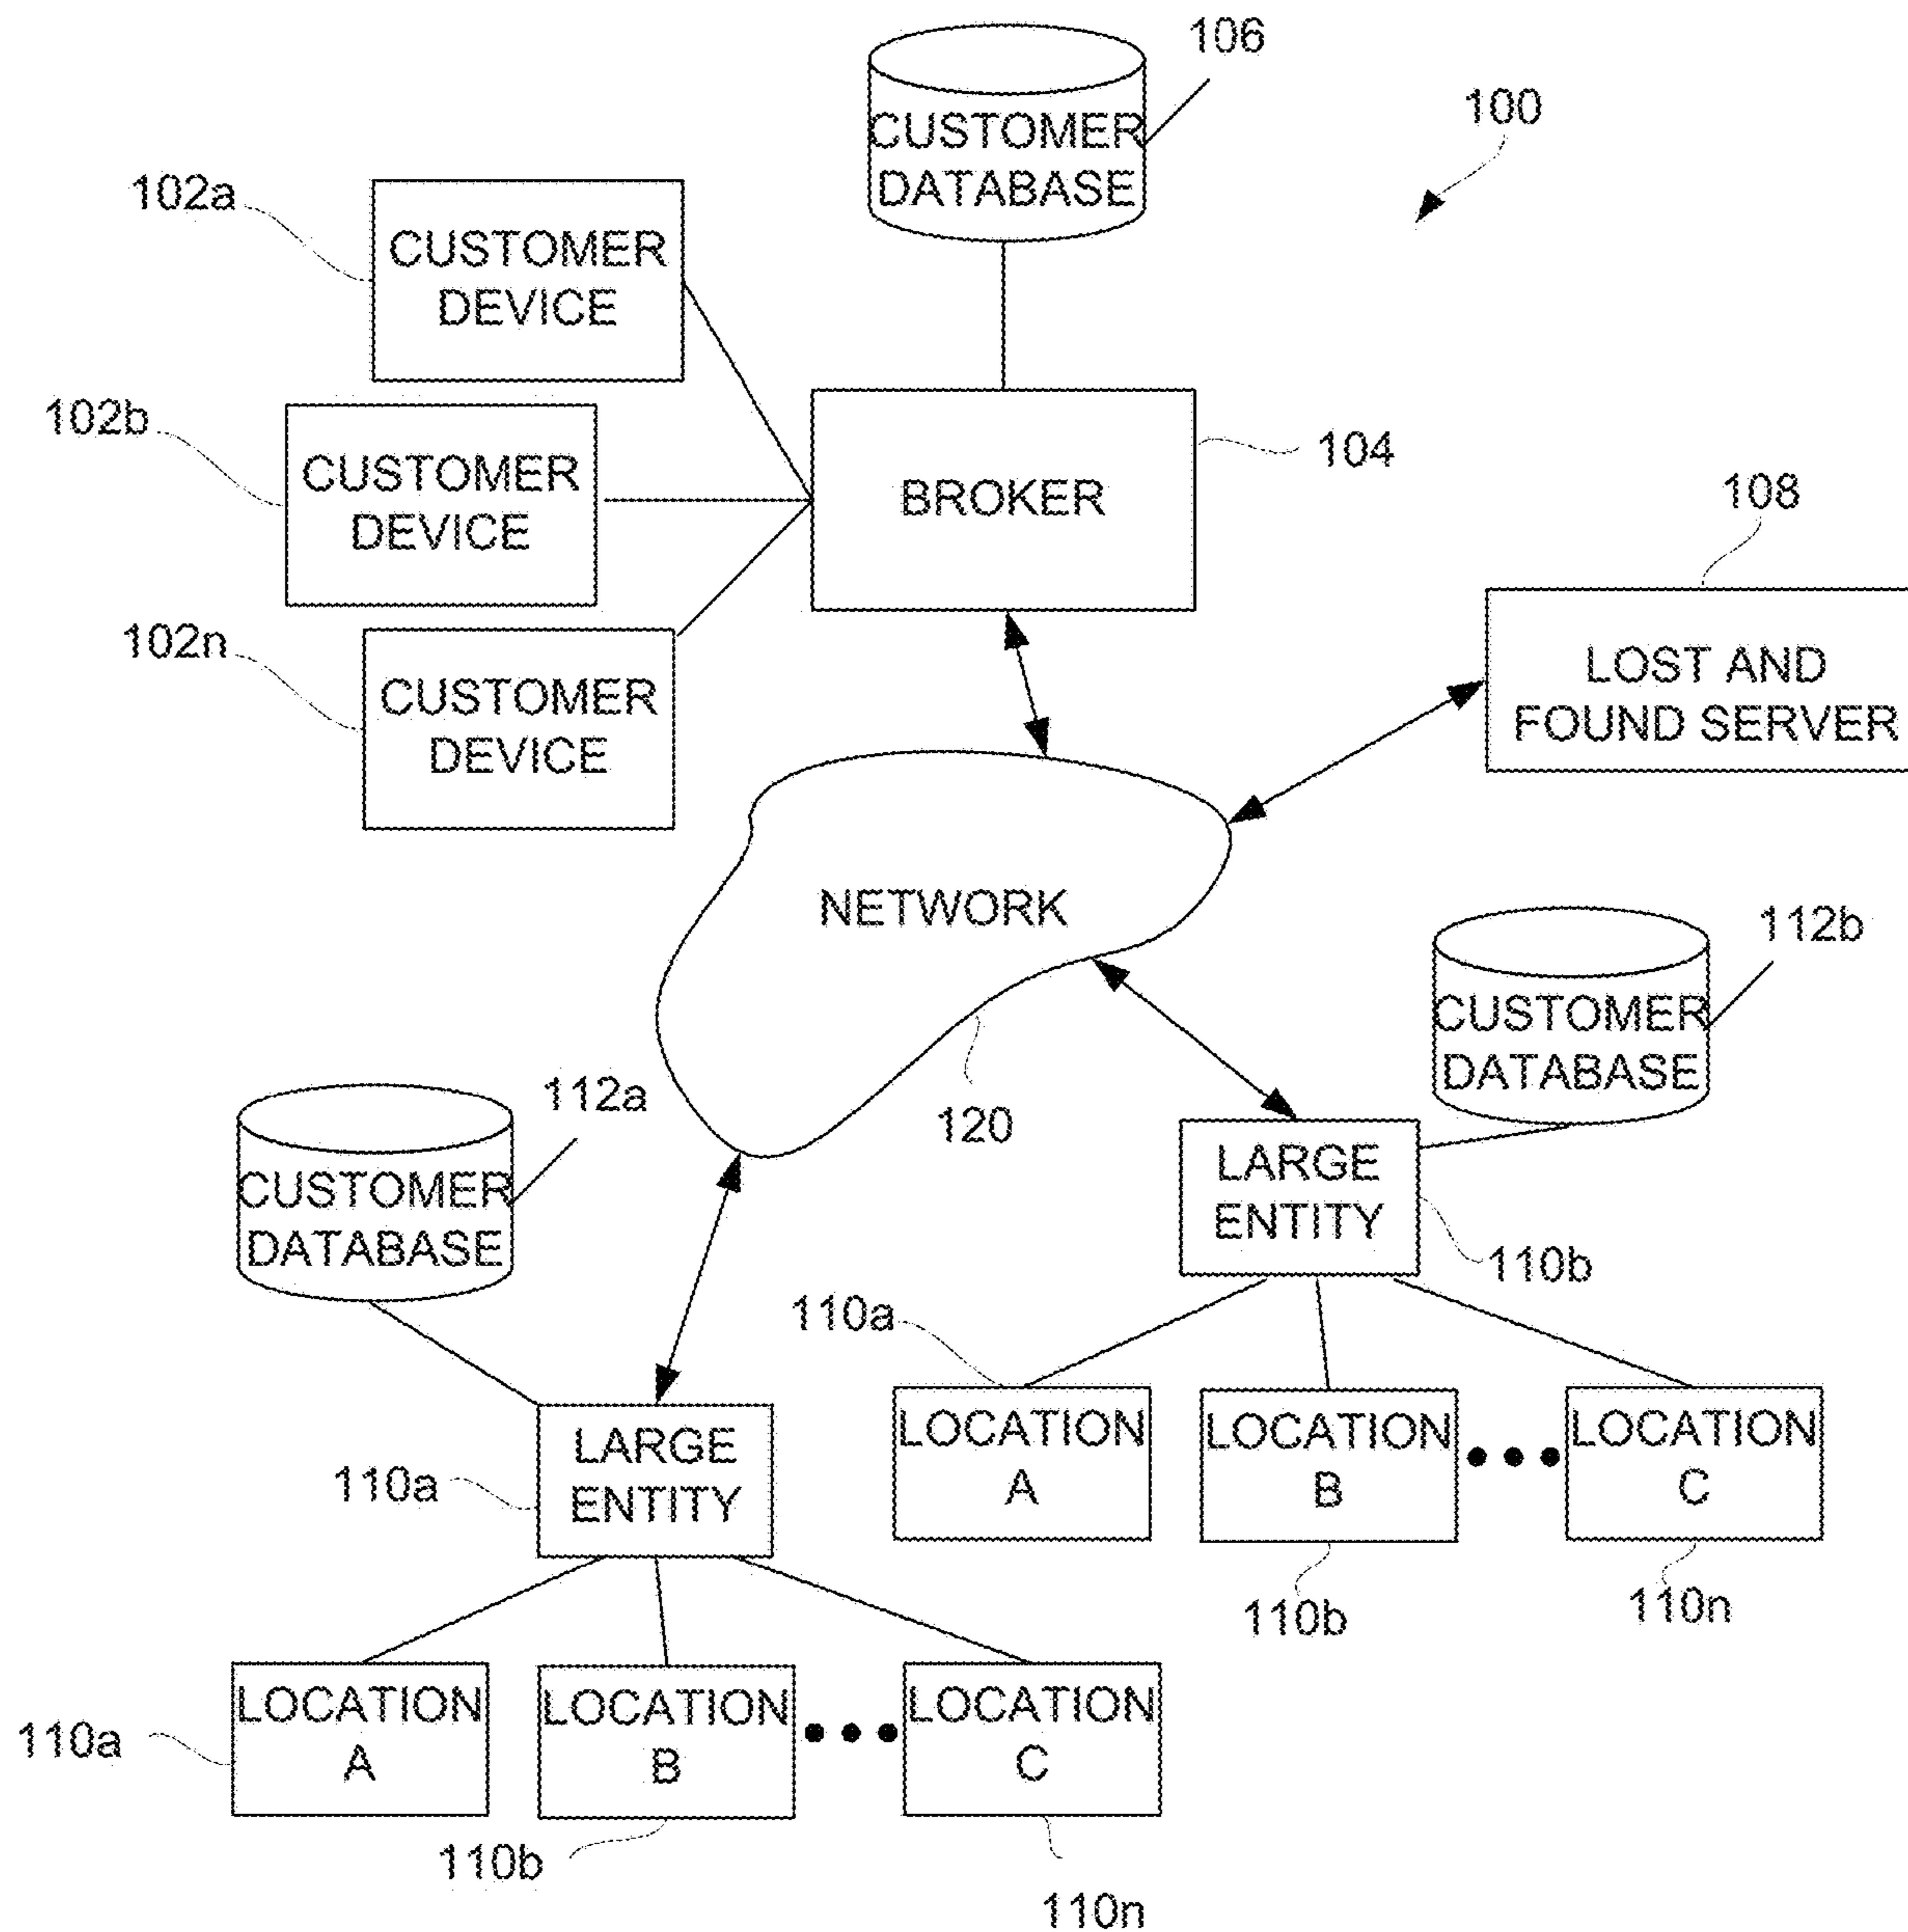 106
CUSTOMER
DATABASE
100
102a
CUSTOMER
DEVICE
102b
CUSTOMER
DEVICE
BROKER
104
108
102n
CUSTOMER
DEVICE
LOST AND
FOUND SERVER
NETWORK
112b
CUSTOMER
DATABASE
112a
120
CUSTOMER
DATABASE
LARGE
ENTITY
110b
110a
LOCATION
A
LOCATION
B
LOCATION
C
110a
LARGE
ENTITY
110b
110n
110a
LOCATION
A
LOCATION
B
LOCATION
C
110b
110n